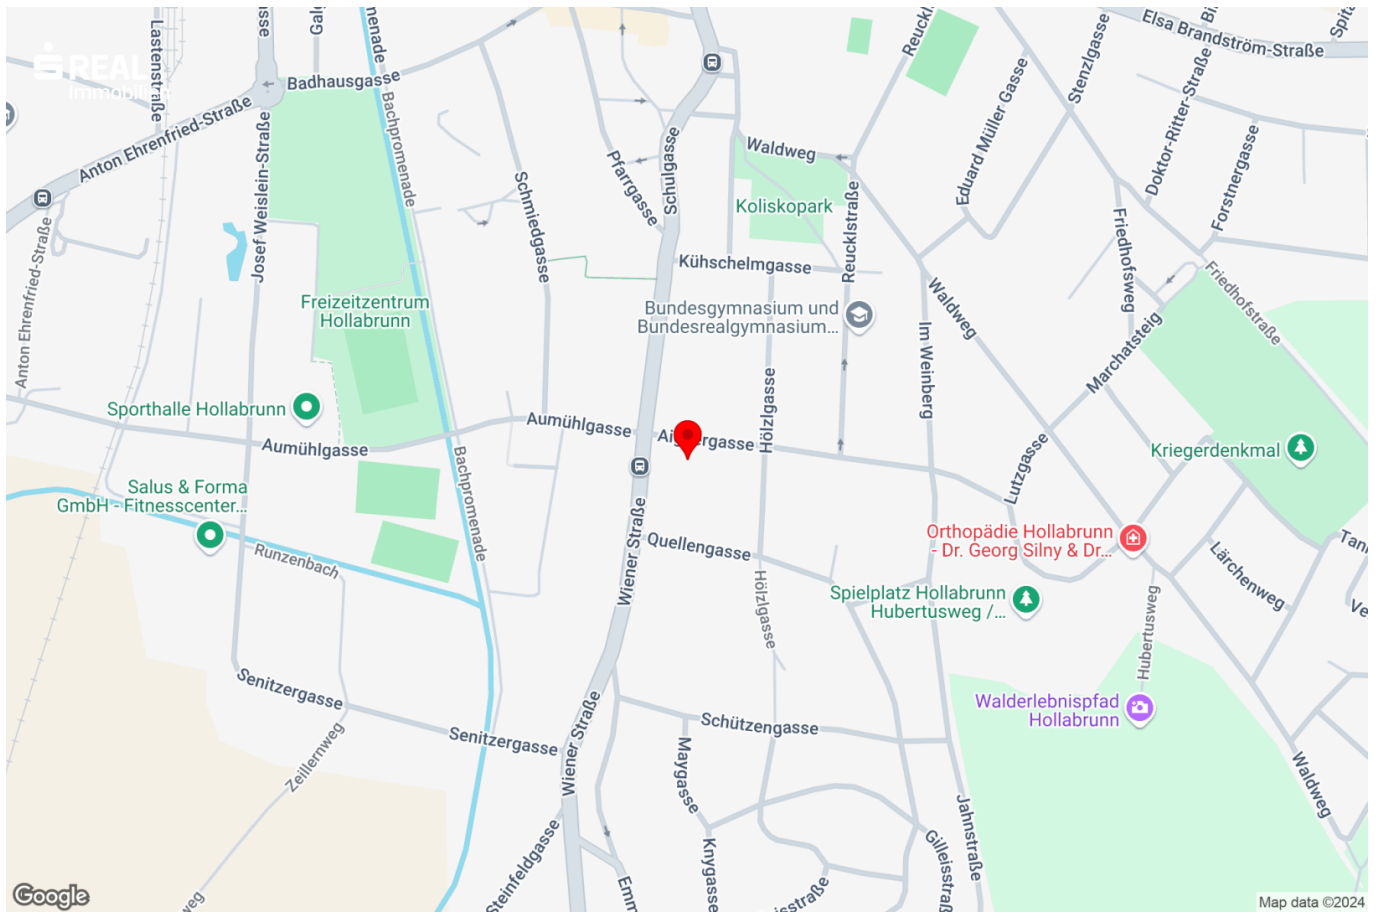 REAL
Immobilien
Lastenstraße
Badhausgasse
Anton Ehrenfried-Straße
Bachpromenade
Josef Weislein-Straße
Anton Ehrenfried-Straße
Schmiedgasse
Pfarrgasse
Schulgasse
Waldweg
Koliskopark
Kühschelmgasse
Reucklstraße
Eduard Müller Gasse
Stenzlgasse
Elsa Brandström-Straße
Doktor-Ritter-Straße
Forstnergasse
Friedhofsweg
Friedhofstraße
Marchatsteig
Waldweg
Im Weinberg
Freizeitzentrum
Hollabrunn
Bundesgymnasium und
Bundesrealgymnasium...
Sporthalle Hollabrunn
Aumühlgasse
Aumühlgasse
Hölzlgasse
Lutzgasse
Kriegerdenkmal
Salus & Forma
GmbH - Fitnesscenter...
Bachpromenade
Runzenbach
Wiener Straße
Quellengasse
Hölzlgasse
Orthopädie Hollabrunn
- Dr. Georg Silny & Dr...
Spielplatz Hollabrunn
Hubertusweg /...
Lärchenweg
Hubertusweg
Walderlebnispfad
Hollabrunn
Senitzergasse
Senitzergasse
Zeillernweg
Wiener Straße
Schützengasse
Maygasse
Knygasse
Steinfeldgasse
Jahnstraße
Waldweg
Google
Map data ©2024